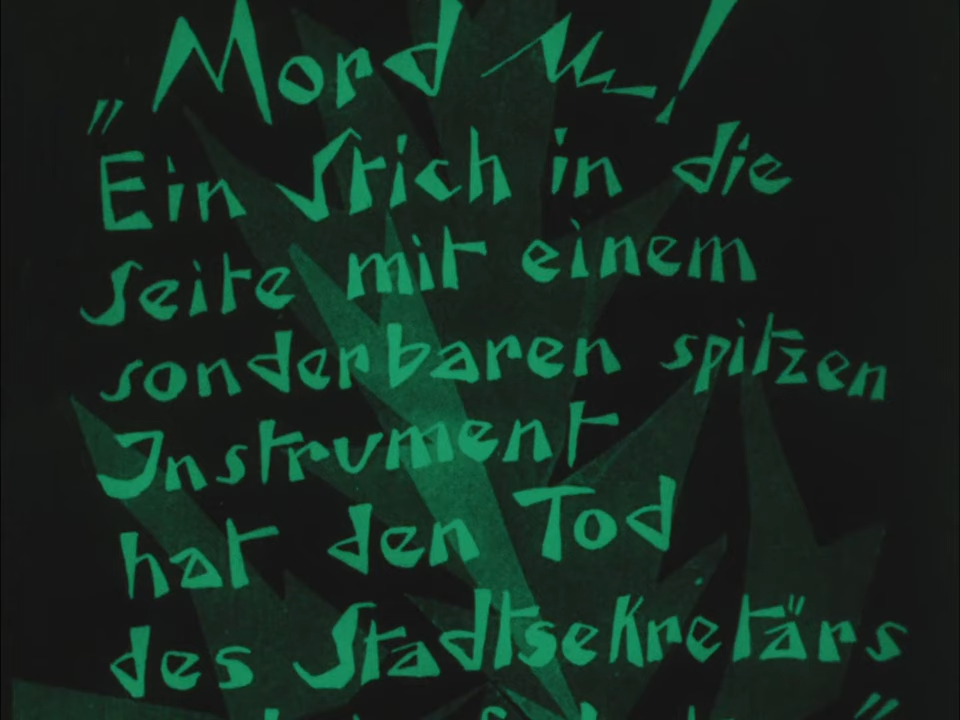 „Mord !
"Ein Stich in die
Seite mit einem
sonderbaren spitzen
Instrument
hat den Tod
des Stadtsekretärs